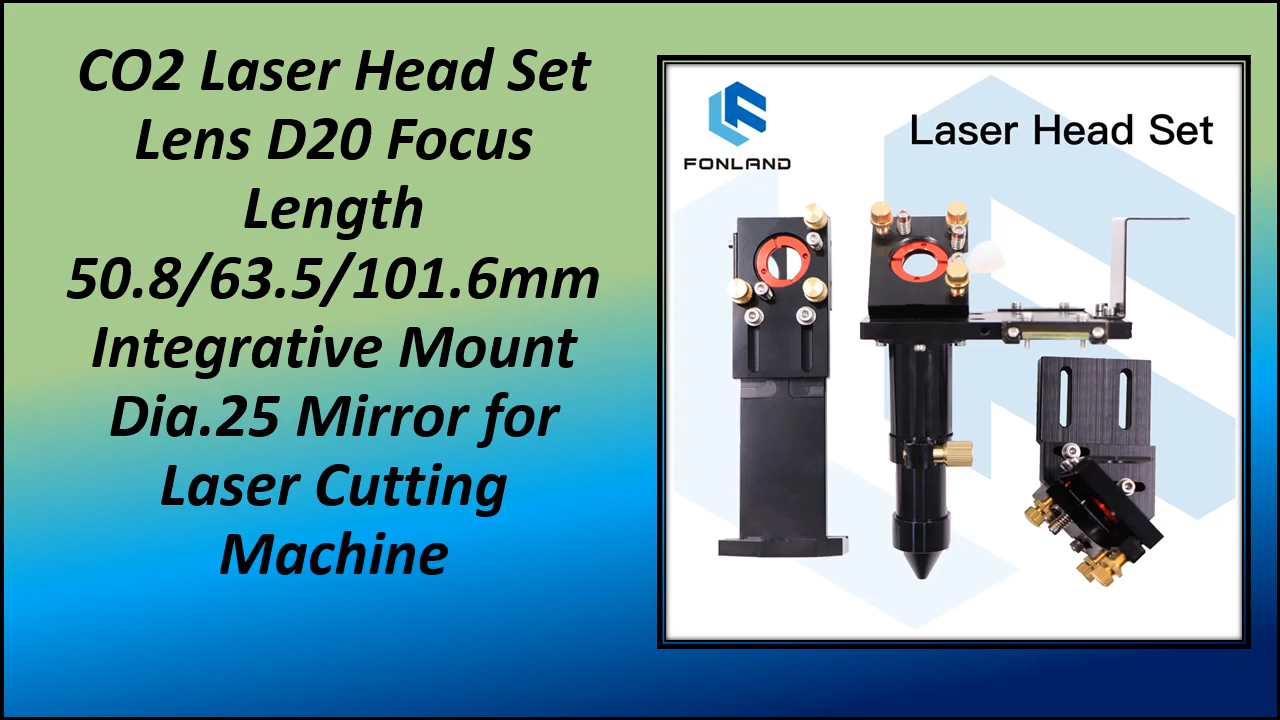 CO2 Laser Head Set
Lens D20 Focus
Length
50.8/63.5/101.6mm
Integrative Mount
Dia.25 Mirror for
Laser Cutting
Machine
FONLAND
Laser Head Set